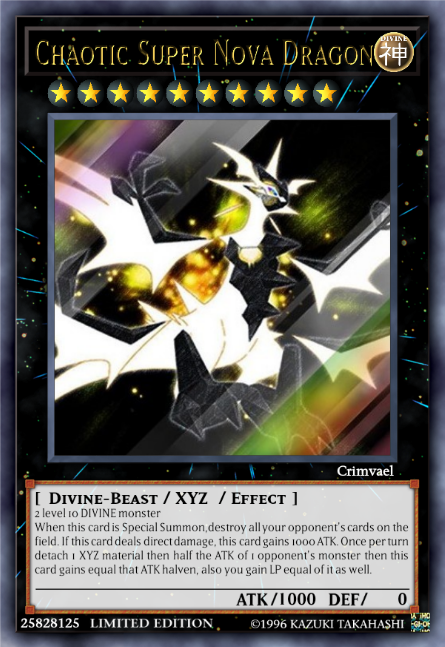 Chaotic Super Nova Dragon
DIVINE
神
Crimvael
[ Divine-Beast / XYZ / Effect ]
2 level 10 DIVINE monster
When this card is Special Summon,destroy all your opponent's cards on the
field. If this card deals direct damage, this card gains 1000 ATK. Once per turn
detach 1 XYZ material then half the ATK of 1 opponent's monster then this
card gains equal that ATK halven, also you gain LP equal of it as well.
ATK/1000 DEF/ 0
25828125 LIMITED EDITION ©1996 KAZUKI TAKAHASHI